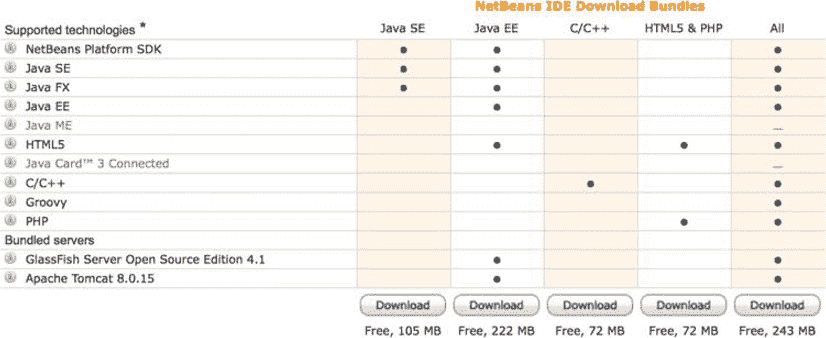 NetBeans IDE Download Bundles
Supported technologies * Java SE Java EE C/C++ HTML5 & PHP All
NetBeans Platform SDK • • •
Java SE • • •
Java FX • • •
Java EE • •
Java ME —
HTML5 • • •
Java Card™ 3 Connected —
C/C++ • •
Groovy •
PHP • •
Bundled servers
GlassFish Server Open Source Edition 4.1 • •
Apache Tomcat 8.0.15 • •
Download Download Download Download Download
Free, 105 MB Free, 222 MB Free, 72 MB Free, 72 MB Free, 243 MB